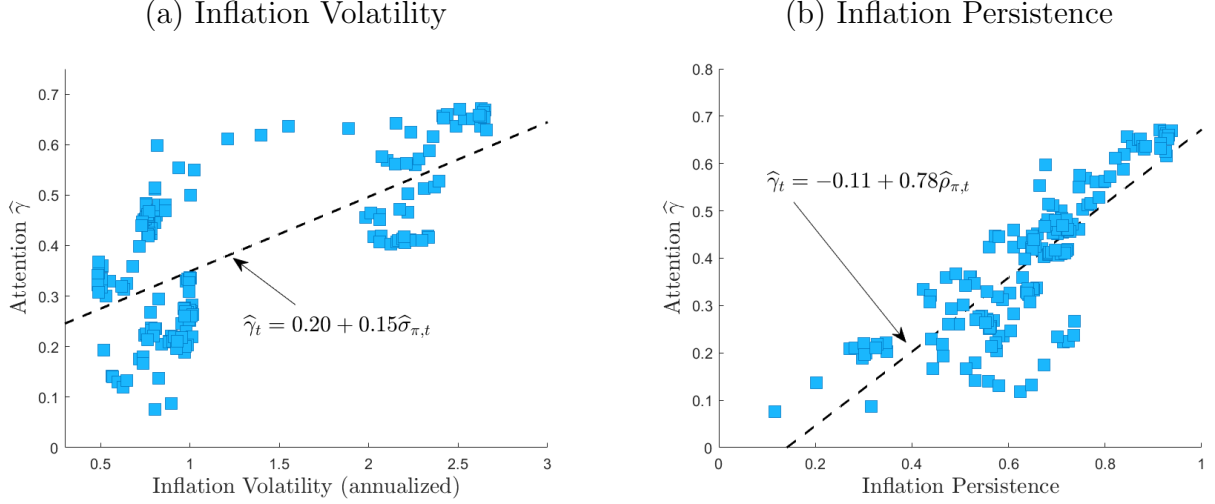 (a) Inflation Volatility
0.7
0.6
0.5
0.4
0.3
0.2
0.1
0
Attention γ̂
γ̂_t = 0.20 + 0.15σ̂_{π,t}
0.5 1 1.5 2 2.5 3
Inflation Volatility (annualized)
(b) Inflation Persistence
0.8
0.7
0.6
0.5
0.4
0.3
0.2
0.1
0
Attention γ̂
γ̂_t = −0.11 + 0.78ρ̂_{π,t}
0 0.2 0.4 0.6 0.8 1
Inflation Persistence